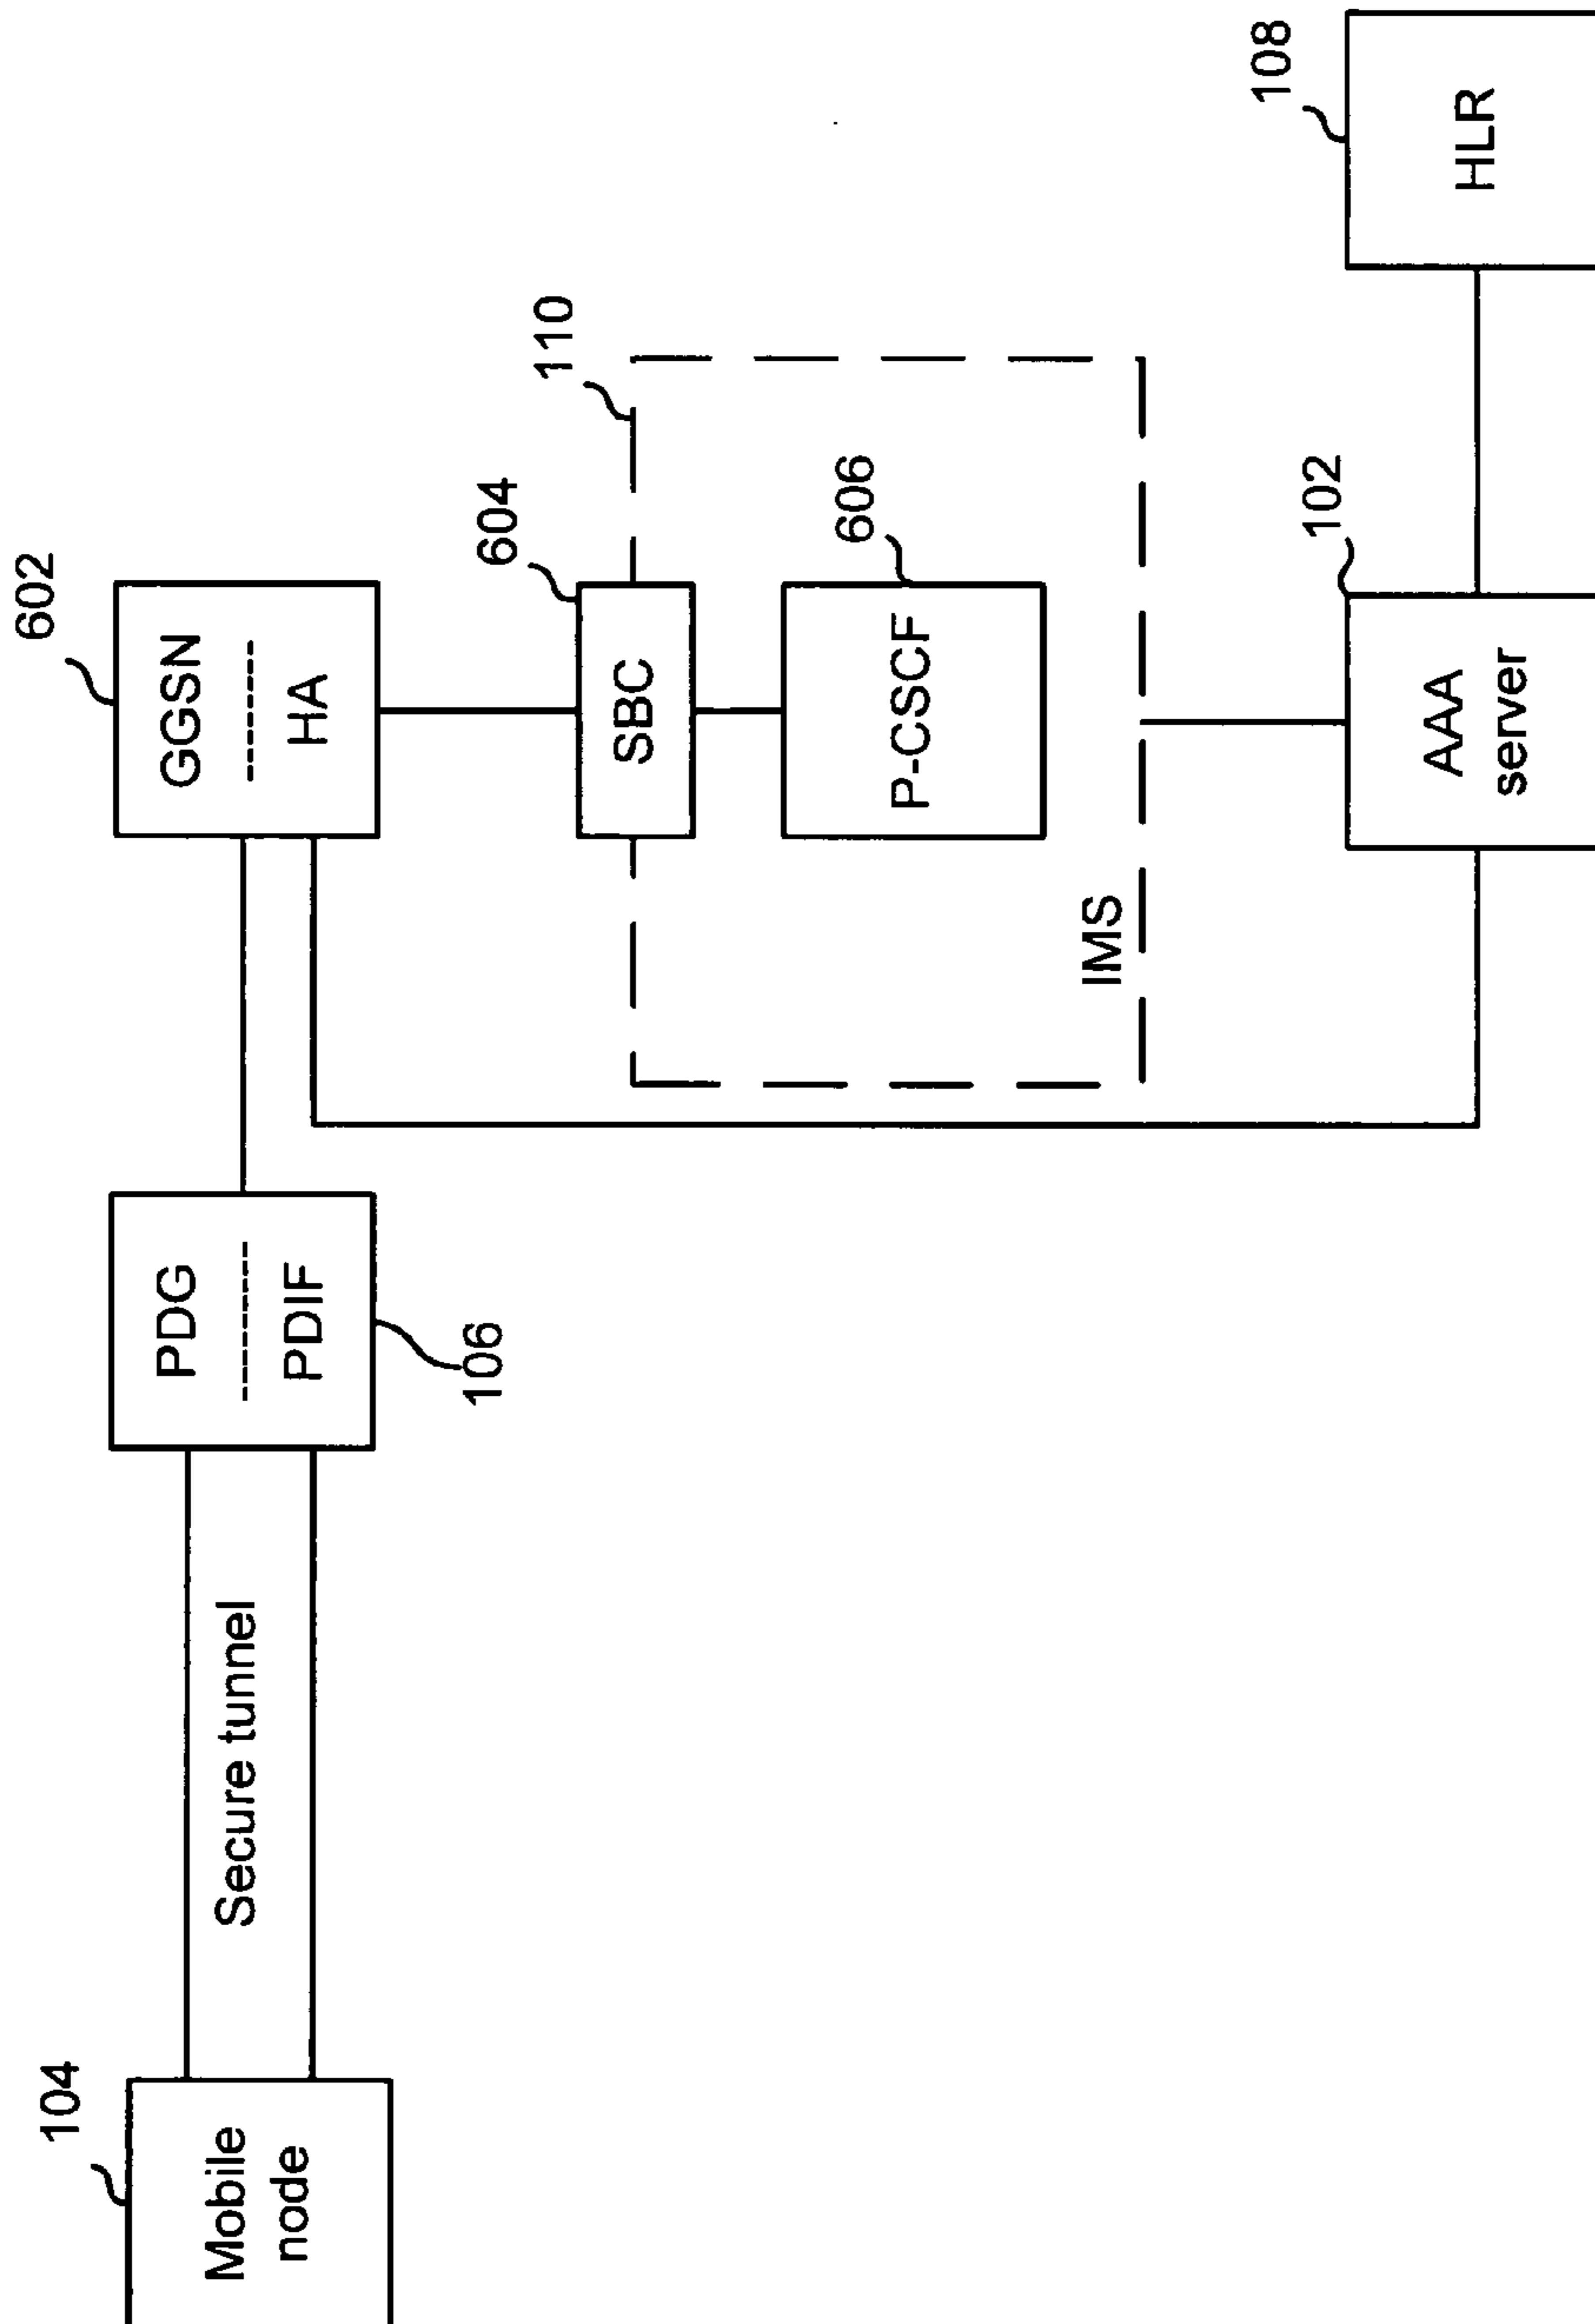 104
Mobile
node
Secure tunnel
PDG
PDIF
106
602
GGSN
HA
604
SBC
110
606
P-CSCF
IMS
102
AAA
server
108
HLR